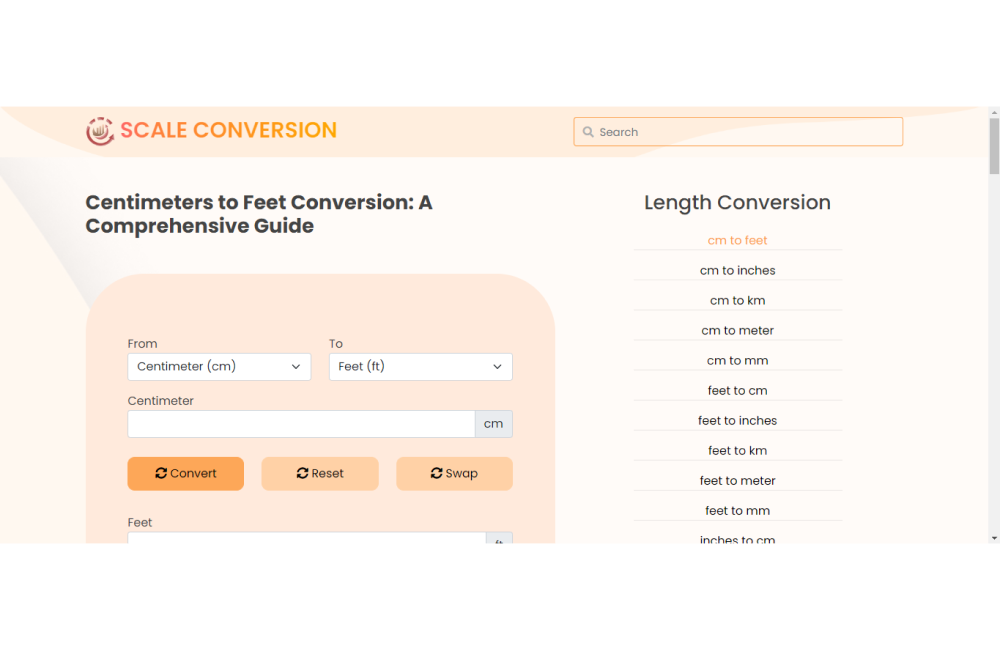 SCALE CONVERSION
Search
Centimeters to Feet Conversion: A
Comprehensive Guide
From
To
Centimeter (cm)
Feet (ft)
Centimeter
cm
Convert
Reset
Swap
Feet
ft
Length Conversion
cm to feet
cm to inches
cm to km
cm to meter
cm to mm
feet to cm
feet to inches
feet to km
feet to meter
feet to mm
inches to cm